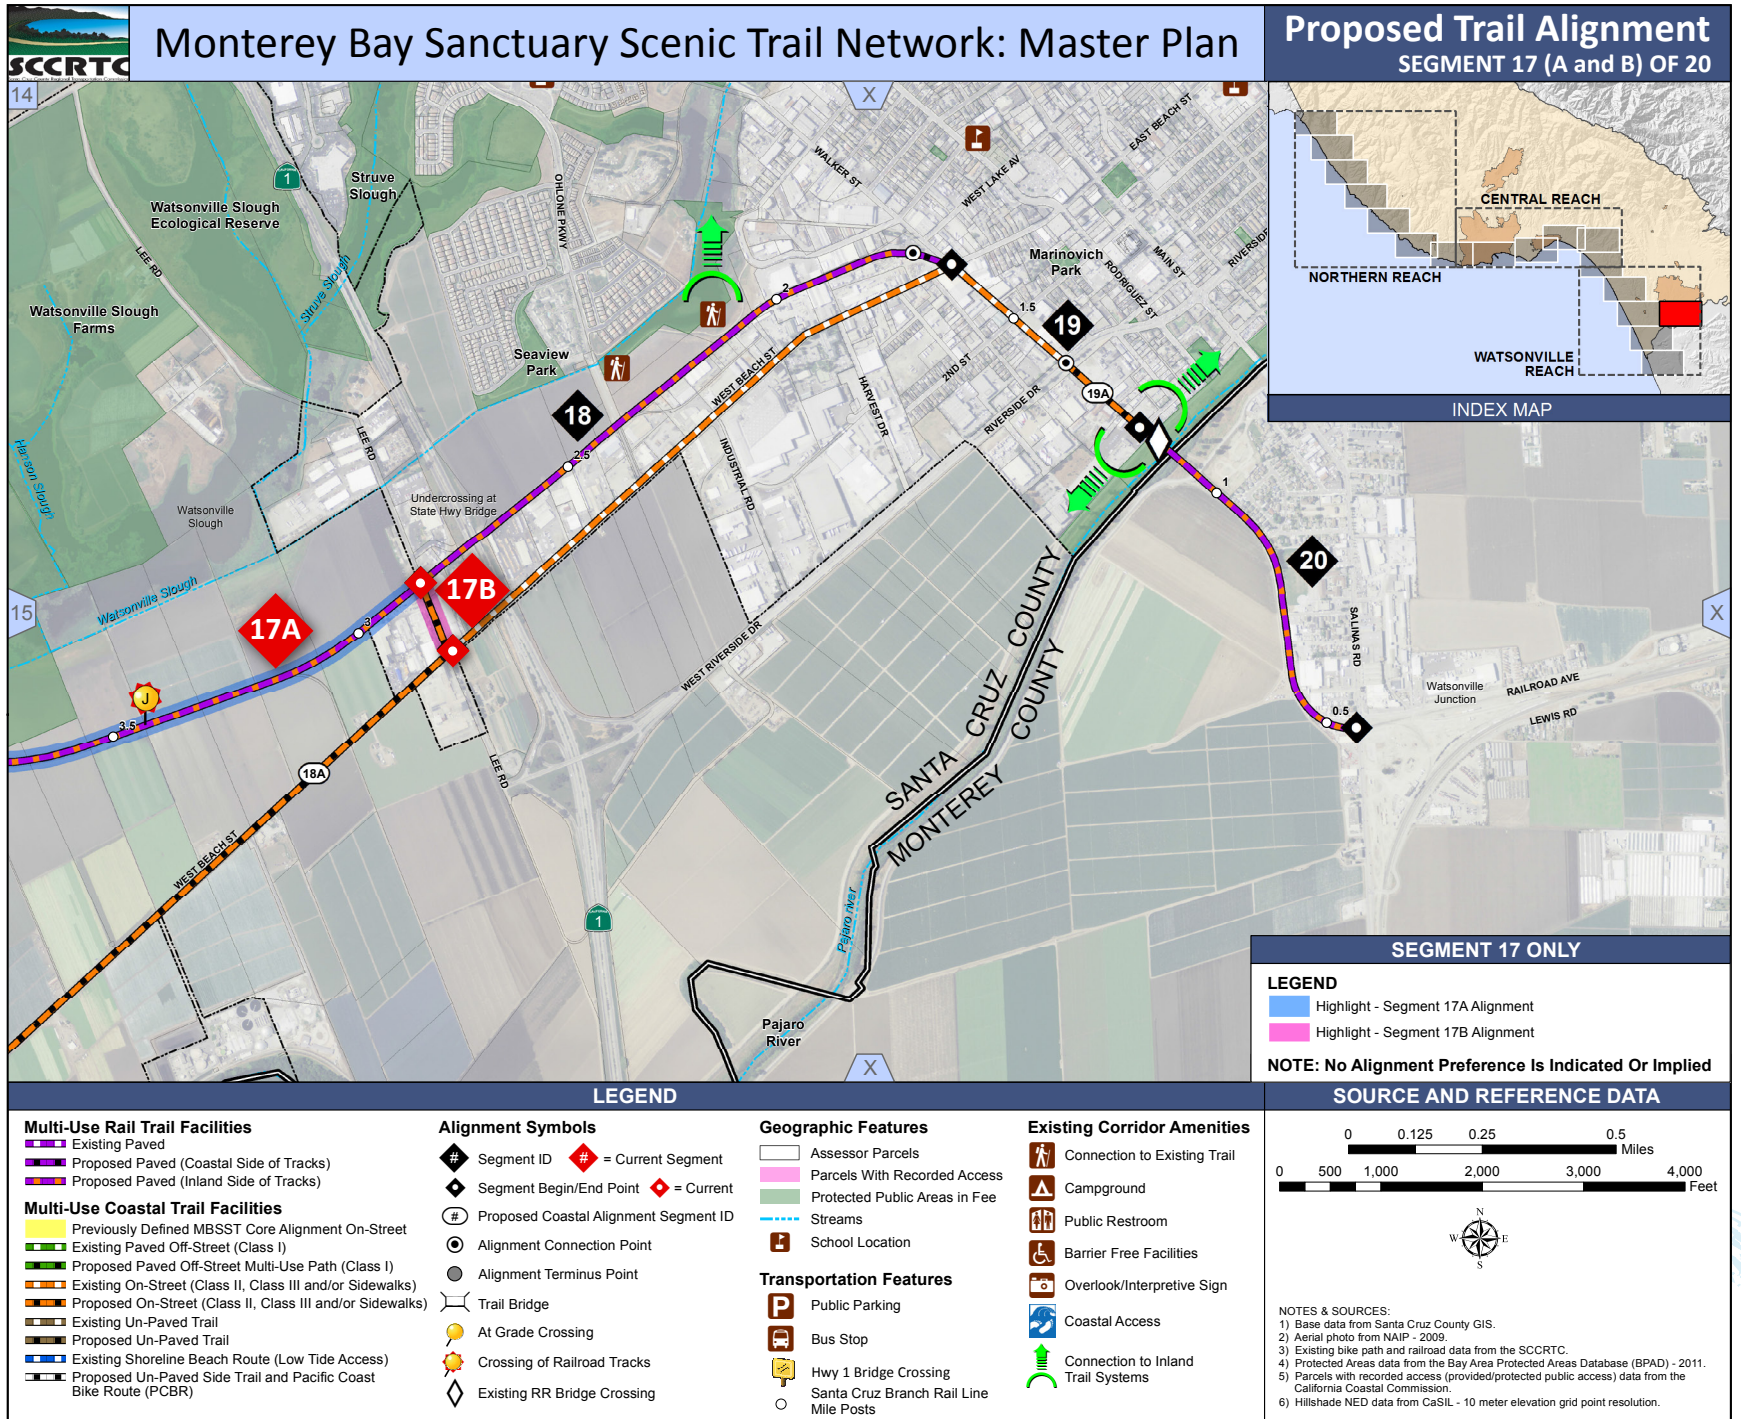 SCCRTC
Monterey Bay Sanctuary Scenic Trail Network: Master Plan
Proposed Trail Alignment
SEGMENT 17 (A and B) OF 20
14
X
1
Struve
Slough
Watsonville Slough
Ecological Reserve
LEE RD
Struve Slough
Watsonville Slough
Farms
OHLONE PKWY
WALKER ST
WEST LAKE AV
EAST BEACH ST
Marinovich
Park
MAIN ST
RODRIGUEZ ST
RIVERSIDE
Seaview
Park
2
1.5
19
2ND ST
19A
RIVERSIDE DR
HARVEST DR
WEST BEACH ST
INDUSTRIAL RD
18
2.5
LEE RD
Hanson Slough
Watsonville
Slough
Undercrossing at
State Hwy Bridge
Watsonville Slough
15
17A
17B
3
3.5
J
18A
WEST BEACH ST
LEE RD
WEST RIVERSIDE DR
1
1
20
SALINAS RD
X
Watsonville
Junction
RAILROAD AVE
LEWIS RD
0.5
SANTA CRUZ COUNTY
MONTEREY COUNTY
Pajaro river
Pajaro
River
X
CENTRAL REACH
NORTHERN REACH
WATSONVILLE
REACH
INDEX MAP
SEGMENT 17 ONLY
LEGEND
Highlight - Segment 17A Alignment
Highlight - Segment 17B Alignment
NOTE: No Alignment Preference Is Indicated Or Implied
LEGEND
Multi-Use Rail Trail Facilities
Existing Paved
Proposed Paved (Coastal Side of Tracks)
Proposed Paved (Inland Side of Tracks)
Multi-Use Coastal Trail Facilities
Previously Defined MBSST Core Alignment On-Street
Existing Paved Off-Street (Class I)
Proposed Paved Off-Street Multi-Use Path (Class I)
Existing On-Street (Class II, Class III and/or Sidewalks)
Proposed On-Street (Class II, Class III and/or Sidewalks)
Existing Un-Paved Trail
Proposed Un-Paved Trail
Existing Shoreline Beach Route (Low Tide Access)
Proposed Un-Paved Side Trail and Pacific Coast
Bike Route (PCBR)
Alignment Symbols
# Segment ID # = Current Segment
Segment Begin/End Point = Current
# Proposed Coastal Alignment Segment ID
Alignment Connection Point
Alignment Terminus Point
Trail Bridge
At Grade Crossing
Crossing of Railroad Tracks
Existing RR Bridge Crossing
Geographic Features
Assessor Parcels
Parcels With Recorded Access
Protected Public Areas in Fee
Streams
School Location
Transportation Features
P Public Parking
Bus Stop
Hwy 1 Bridge Crossing
Santa Cruz Branch Rail Line
Mile Posts
Existing Corridor Amenities
Connection to Existing Trail
Campground
Public Restroom
Barrier Free Facilities
Overlook/Interpretive Sign
Coastal Access
Connection to Inland
Trail Systems
SOURCE AND REFERENCE DATA
0 0.125 0.25 0.5
Miles
0 500 1,000 2,000 3,000 4,000
Feet
N
W E
S
NOTES & SOURCES:
1) Base data from Santa Cruz County GIS.
2) Aerial photo from NAIP - 2009.
3) Existing bike path and railroad data from the SCCRTC.
4) Protected Areas data from the Bay Area Protected Areas Database (BPAD) - 2011.
5) Parcels with recorded access (provided/protected public access) data from the
California Coastal Commission.
6) Hillshade NED data from CaSIL - 10 meter elevation grid point resolution.